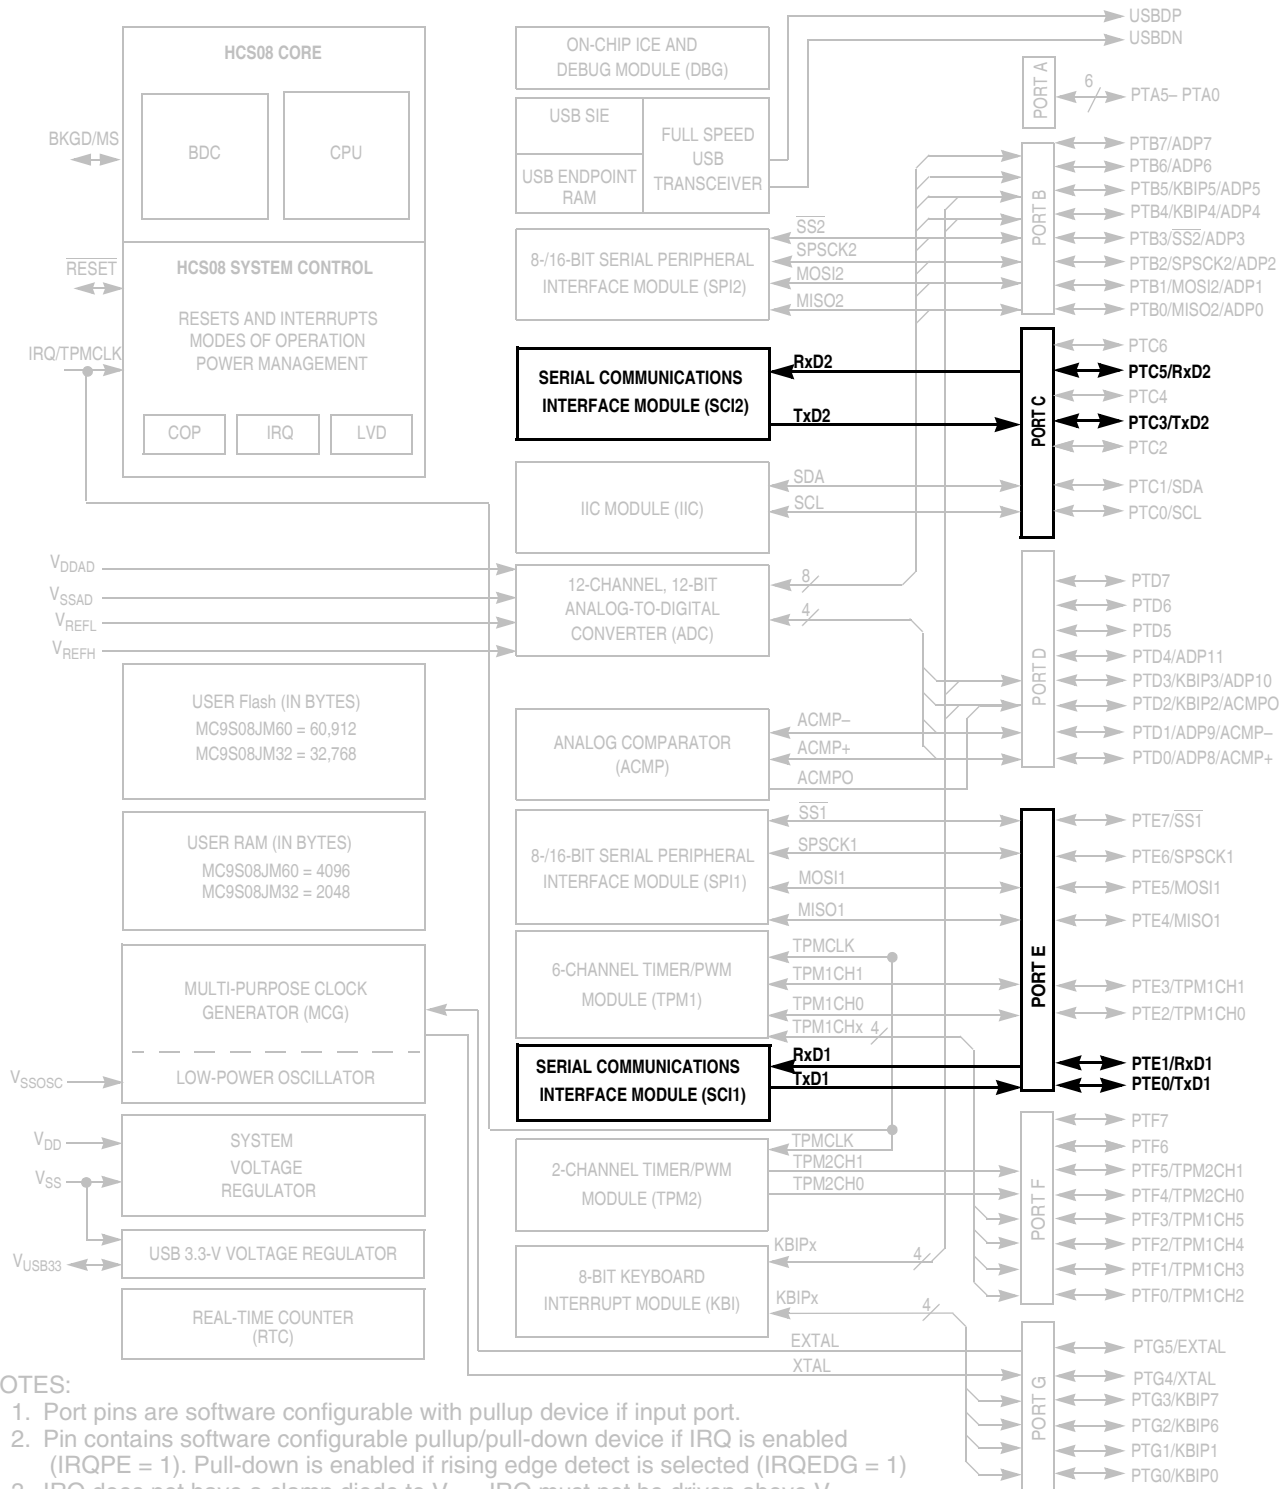 HCS08 CORE
BDC
CPU
BKGD/MS
RESET
HCS08 SYSTEM CONTROL
RESETS AND INTERRUPTS
MODES OF OPERATION
POWER MANAGEMENT
IRQ/TPMCLK
COP
IRQ
LVD
VDDAD
VSSAD
VREFL
VREFH
USER Flash (IN BYTES)
MC9S08JM60 = 60,912
MC9S08JM32 = 32,768
USER RAM (IN BYTES)
MC9S08JM60 = 4096
MC9S08JM32 = 2048
MULTI-PURPOSE CLOCK
GENERATOR (MCG)
LOW-POWER OSCILLATOR
VSSOSC
VDD
VSS
SYSTEM
VOLTAGE
REGULATOR
VUSB33
USB 3.3-V VOLTAGE REGULATOR
REAL-TIME COUNTER
(RTC)
ON-CHIP ICE AND
DEBUG MODULE (DBG)
USB SIE
USB ENDPOINT
RAM
FULL SPEED
USB
TRANSCEIVER
8-/16-BIT SERIAL PERIPHERAL
INTERFACE MODULE (SPI2)
SS2
SPSCK2
MOSI2
MISO2
SERIAL COMMUNICATIONS
INTERFACE MODULE (SCI2)
RxD2
TxD2
IIC MODULE (IIC)
SDA
SCL
12-CHANNEL, 12-BIT
ANALOG-TO-DIGITAL
CONVERTER (ADC)
8
4
ANALOG COMPARATOR
(ACMP)
ACMP–
ACMP+
ACMPO
8-/16-BIT SERIAL PERIPHERAL
INTERFACE MODULE (SPI1)
SS1
SPSCK1
MOSI1
MISO1
6-CHANNEL TIMER/PWM
MODULE (TPM1)
TPMCLK
TPM1CH1
TPM1CH0
TPM1CHx 4
SERIAL COMMUNICATIONS
INTERFACE MODULE (SCI1)
RxD1
TxD1
2-CHANNEL TIMER/PWM
MODULE (TPM2)
TPMCLK
TPM2CH1
TPM2CH0
8-BIT KEYBOARD
INTERRUPT MODULE (KBI)
KBIPx
4
KBIPx
4
EXTAL
XTAL
USBDP
USBDN
PORT A
6
PTA5– PTA0
PORT B
PTB7/ADP7
PTB6/ADP6
PTB5/KBIP5/ADP5
PTB4/KBIP4/ADP4
PTB3/SS2/ADP3
PTB2/SPSCK2/ADP2
PTB1/MOSI2/ADP1
PTB0/MISO2/ADP0
PORT C
PTC6
PTC5/RxD2
PTC4
PTC3/TxD2
PTC2
PTC1/SDA
PTC0/SCL
PORT D
PTD7
PTD6
PTD5
PTD4/ADP11
PTD3/KBIP3/ADP10
PTD2/KBIP2/ACMPO
PTD1/ADP9/ACMP–
PTD0/ADP8/ACMP+
PORT E
PTE7/SS1
PTE6/SPSCK1
PTE5/MOSI1
PTE4/MISO1
PTE3/TPM1CH1
PTE2/TPM1CH0
PTE1/RxD1
PTE0/TxD1
PORT F
PTF7
PTF6
PTF5/TPM2CH1
PTF4/TPM2CH0
PTF3/TPM1CH5
PTF2/TPM1CH4
PTF1/TPM1CH3
PTF0/TPM1CH2
PORT G
PTG5/EXTAL
PTG4/XTAL
PTG3/KBIP7
PTG2/KBIP6
PTG1/KBIP1
PTG0/KBIP0
OTES:
1. Port pins are software configurable with pullup device if input port.
2. Pin contains software configurable pullup/pull-down device if IRQ is enabled
(IRQPE = 1). Pull-down is enabled if rising edge detect is selected (IRQEDG = 1)
IRQ does not have a clamp diode to V IRQ must not be driven above V